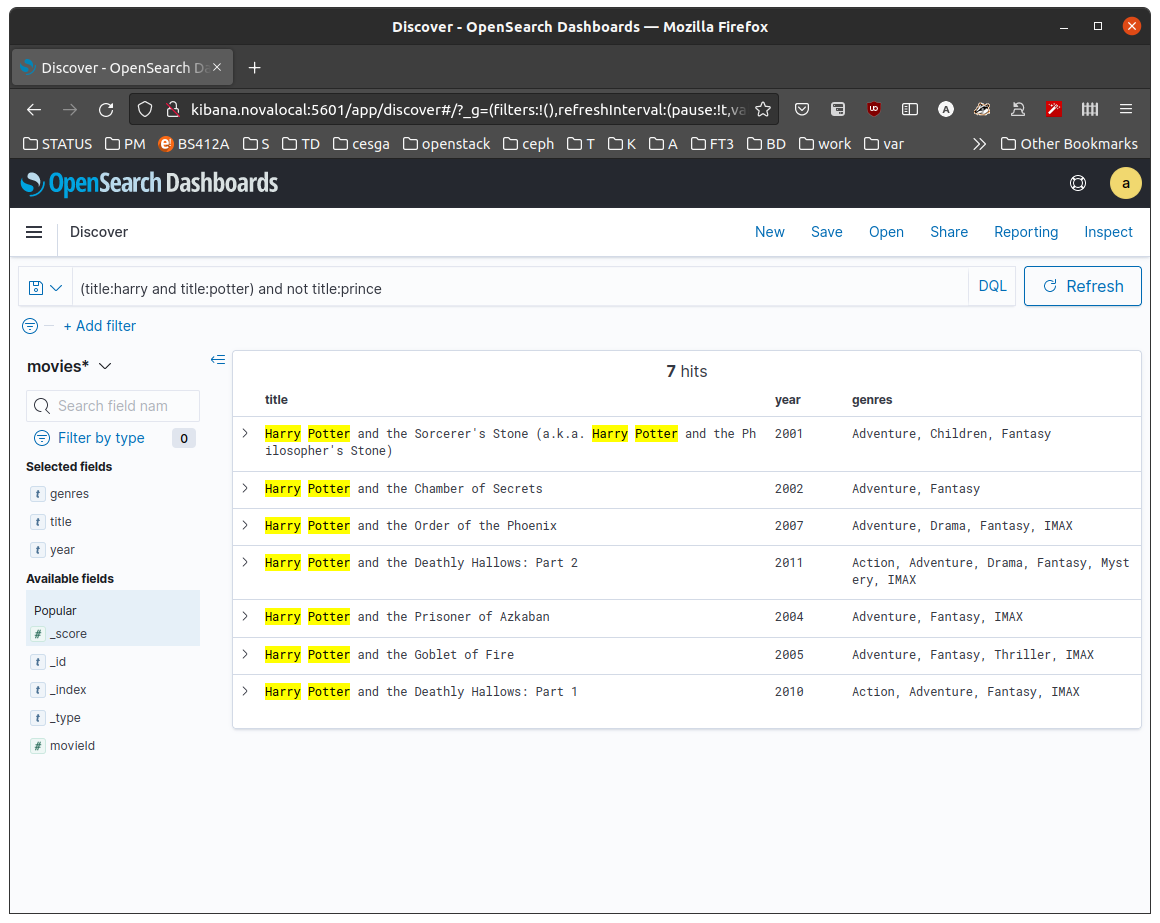 Discover - OpenSearch Dashboards — Mozilla Firefox
Discover - OpenSearch Da
kibana.novalocal:5601/app/discover#/?_g=(filters:!(),refreshInterval:(pause:!t,va
STATUS PM BS412A S TD cesga openstack ceph T K A FT3 BD work var Other Bookmarks
OpenSearch Dashboards
a
Discover
New Save Open Share Reporting Inspect
(title:harry and title:potter) and not title:prince
DQL
Refresh
+ Add filter
movies*
Search field nam
Filter by type 0
Selected fields
t genres
t title
t year
Available fields
Popular
# _score
t _id
t _index
t _type
# movieId
7 hits
title year genres
Harry Potter and the Sorcerer's Stone (a.k.a. Harry Potter and the Ph 2001 Adventure, Children, Fantasy
ilosopher's Stone)
Harry Potter and the Chamber of Secrets 2002 Adventure, Fantasy
Harry Potter and the Order of the Phoenix 2007 Adventure, Drama, Fantasy, IMAX
Harry Potter and the Deathly Hallows: Part 2 2011 Action, Adventure, Drama, Fantasy, Myst
ery, IMAX
Harry Potter and the Prisoner of Azkaban 2004 Adventure, Fantasy, IMAX
Harry Potter and the Goblet of Fire 2005 Adventure, Fantasy, Thriller, IMAX
Harry Potter and the Deathly Hallows: Part 1 2010 Action, Adventure, Fantasy, IMAX